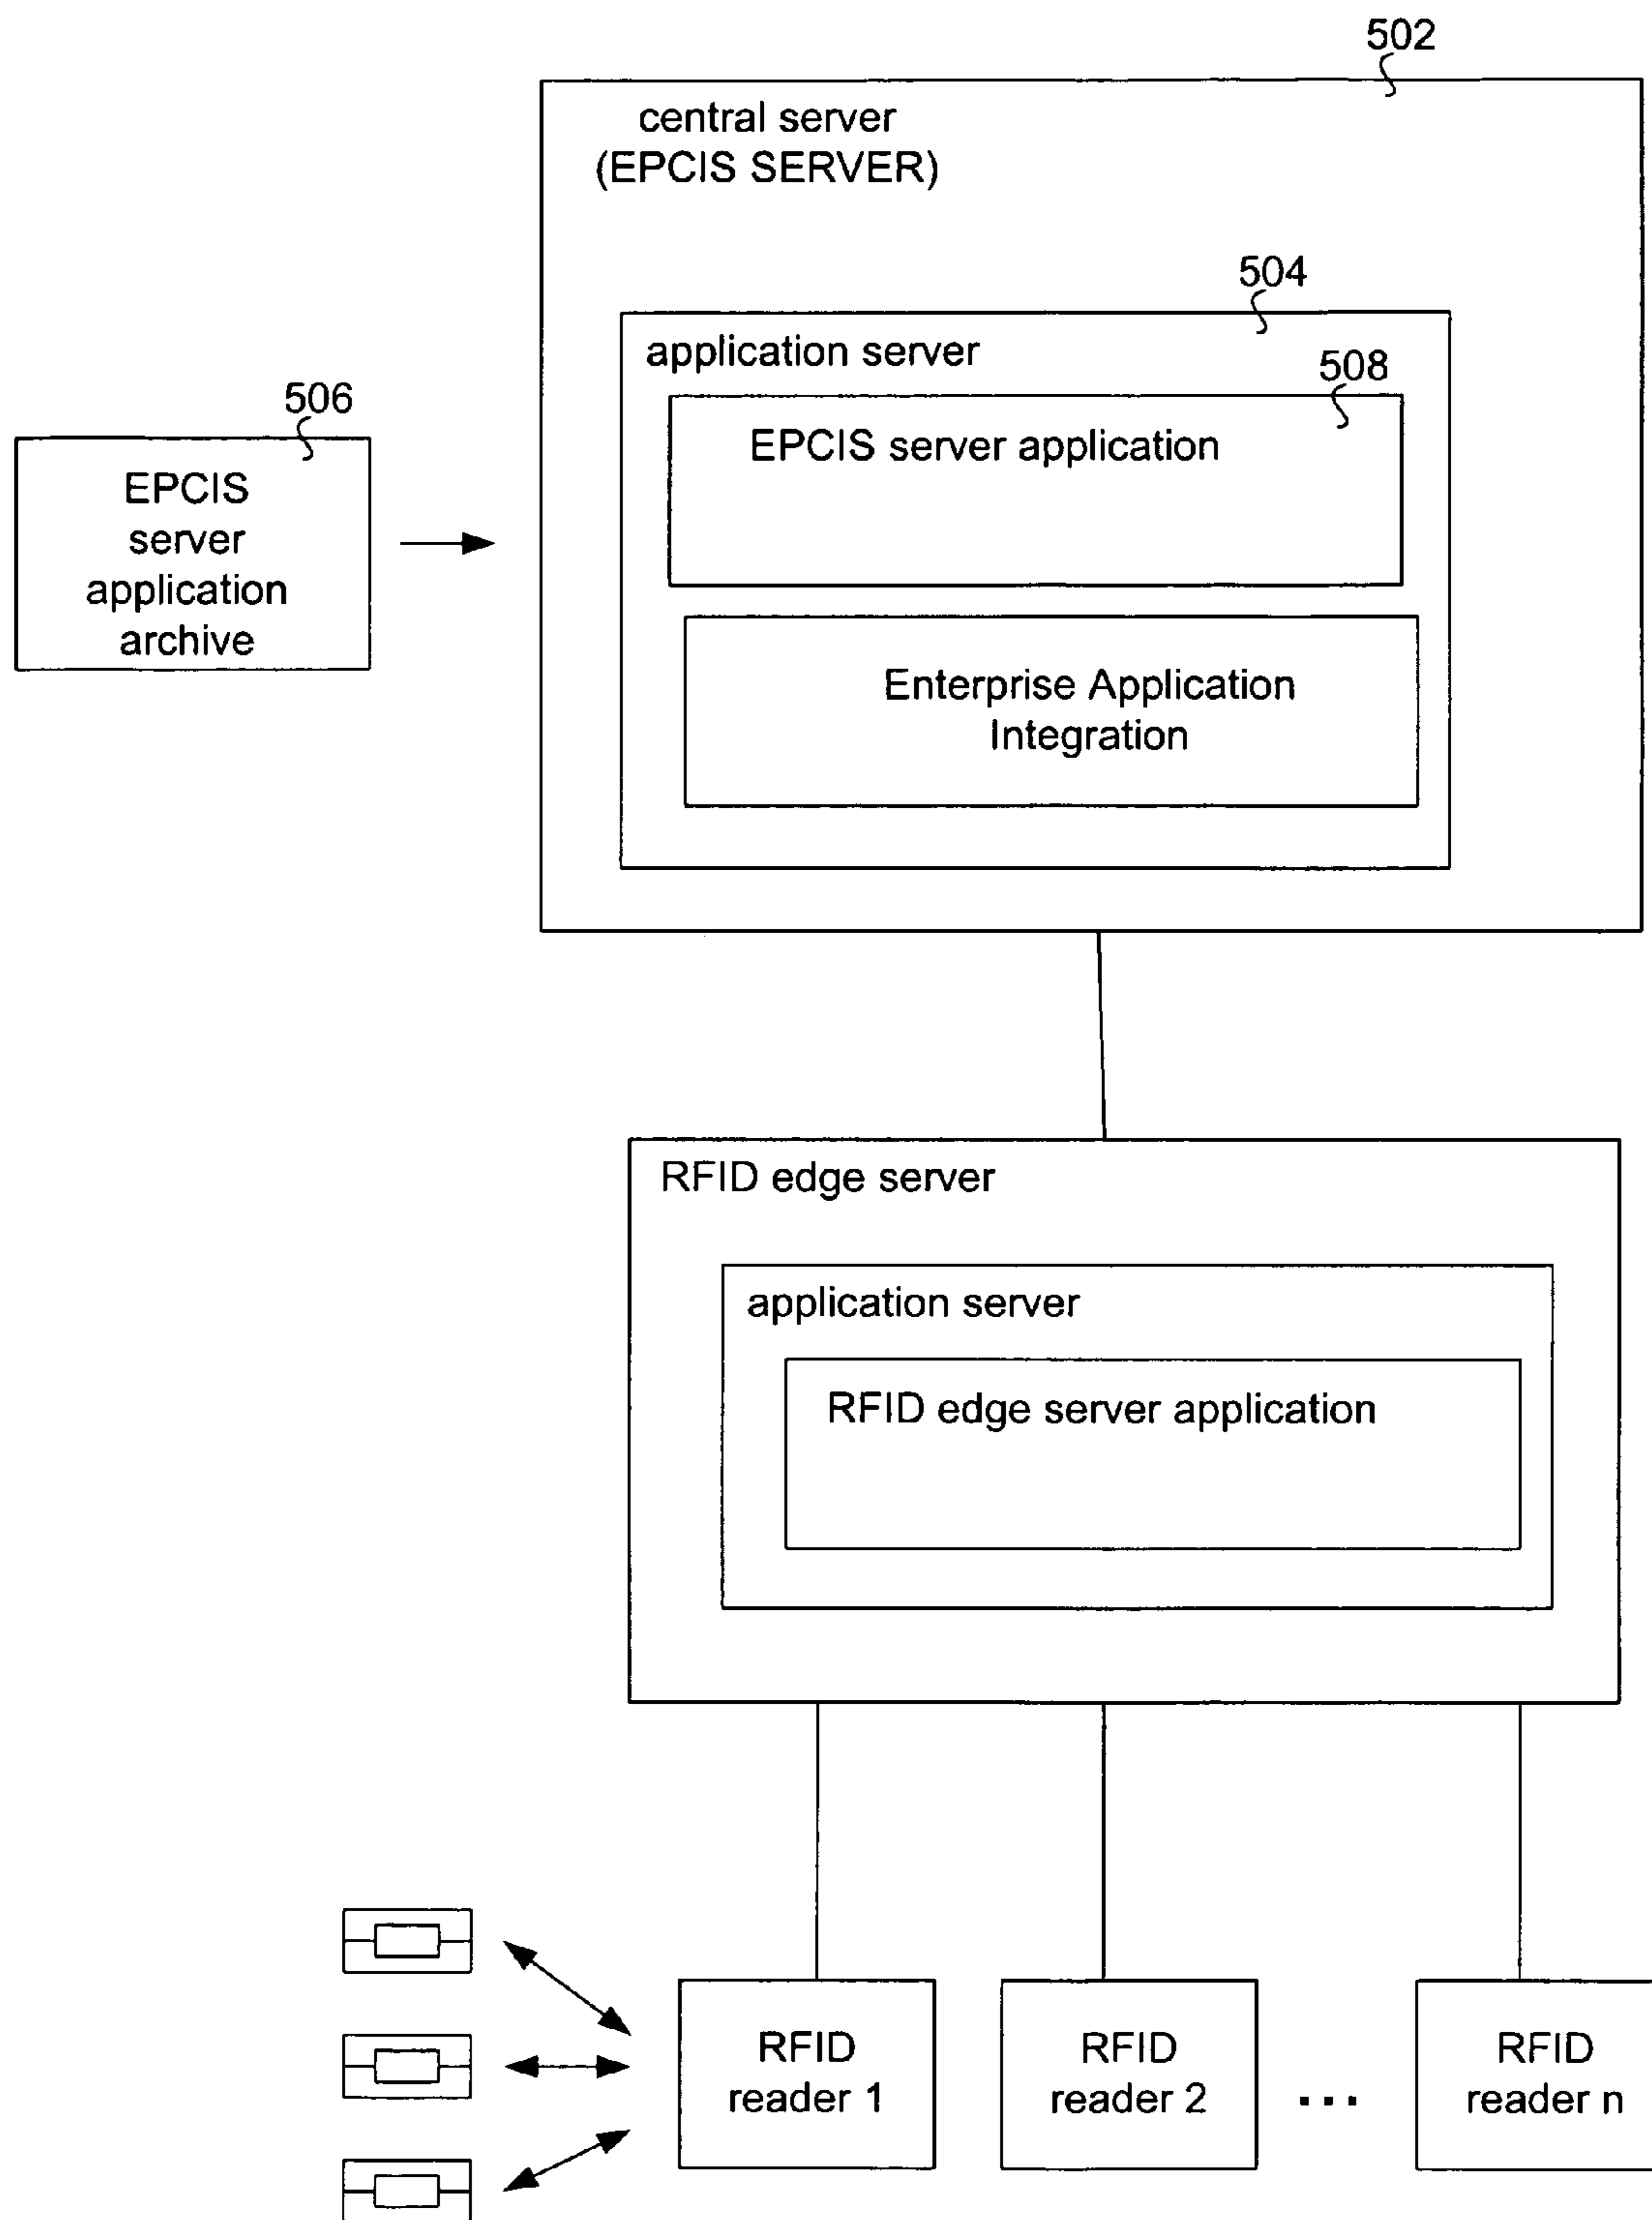 502
central server
(EPCIS SERVER)
504
application server
508
EPCIS server application
506
EPCIS
server
application
archive
Enterprise Application
Integration
RFID edge server
application server
RFID edge server application
RFID
reader 1
RFID
reader 2
...
RFID
reader n